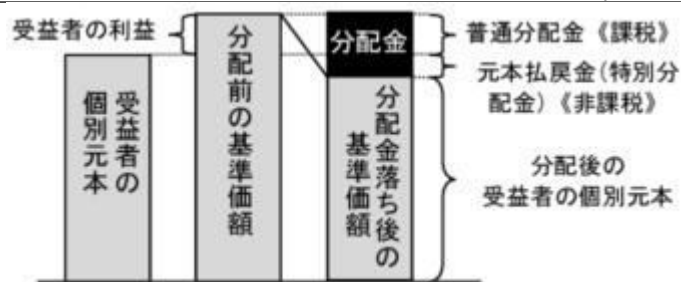 受益者の利益
受益者の
個別元本
分配前の基準価額
分配金
分配金落ち後の
基準価額
普通分配金《課税》
元本払戻金(特別分
配金)《非課税》
分配後の
受益者の個別元本